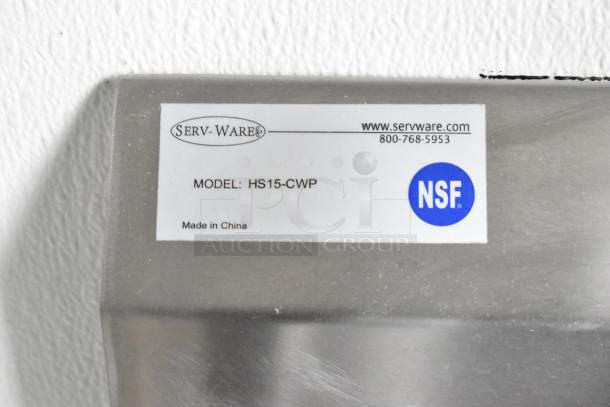 SERV-WARE
www.servware.com
800-768-5953
MODEL: HS15-CWP
NSF
Made in China
PCI
AUCTION GROUP